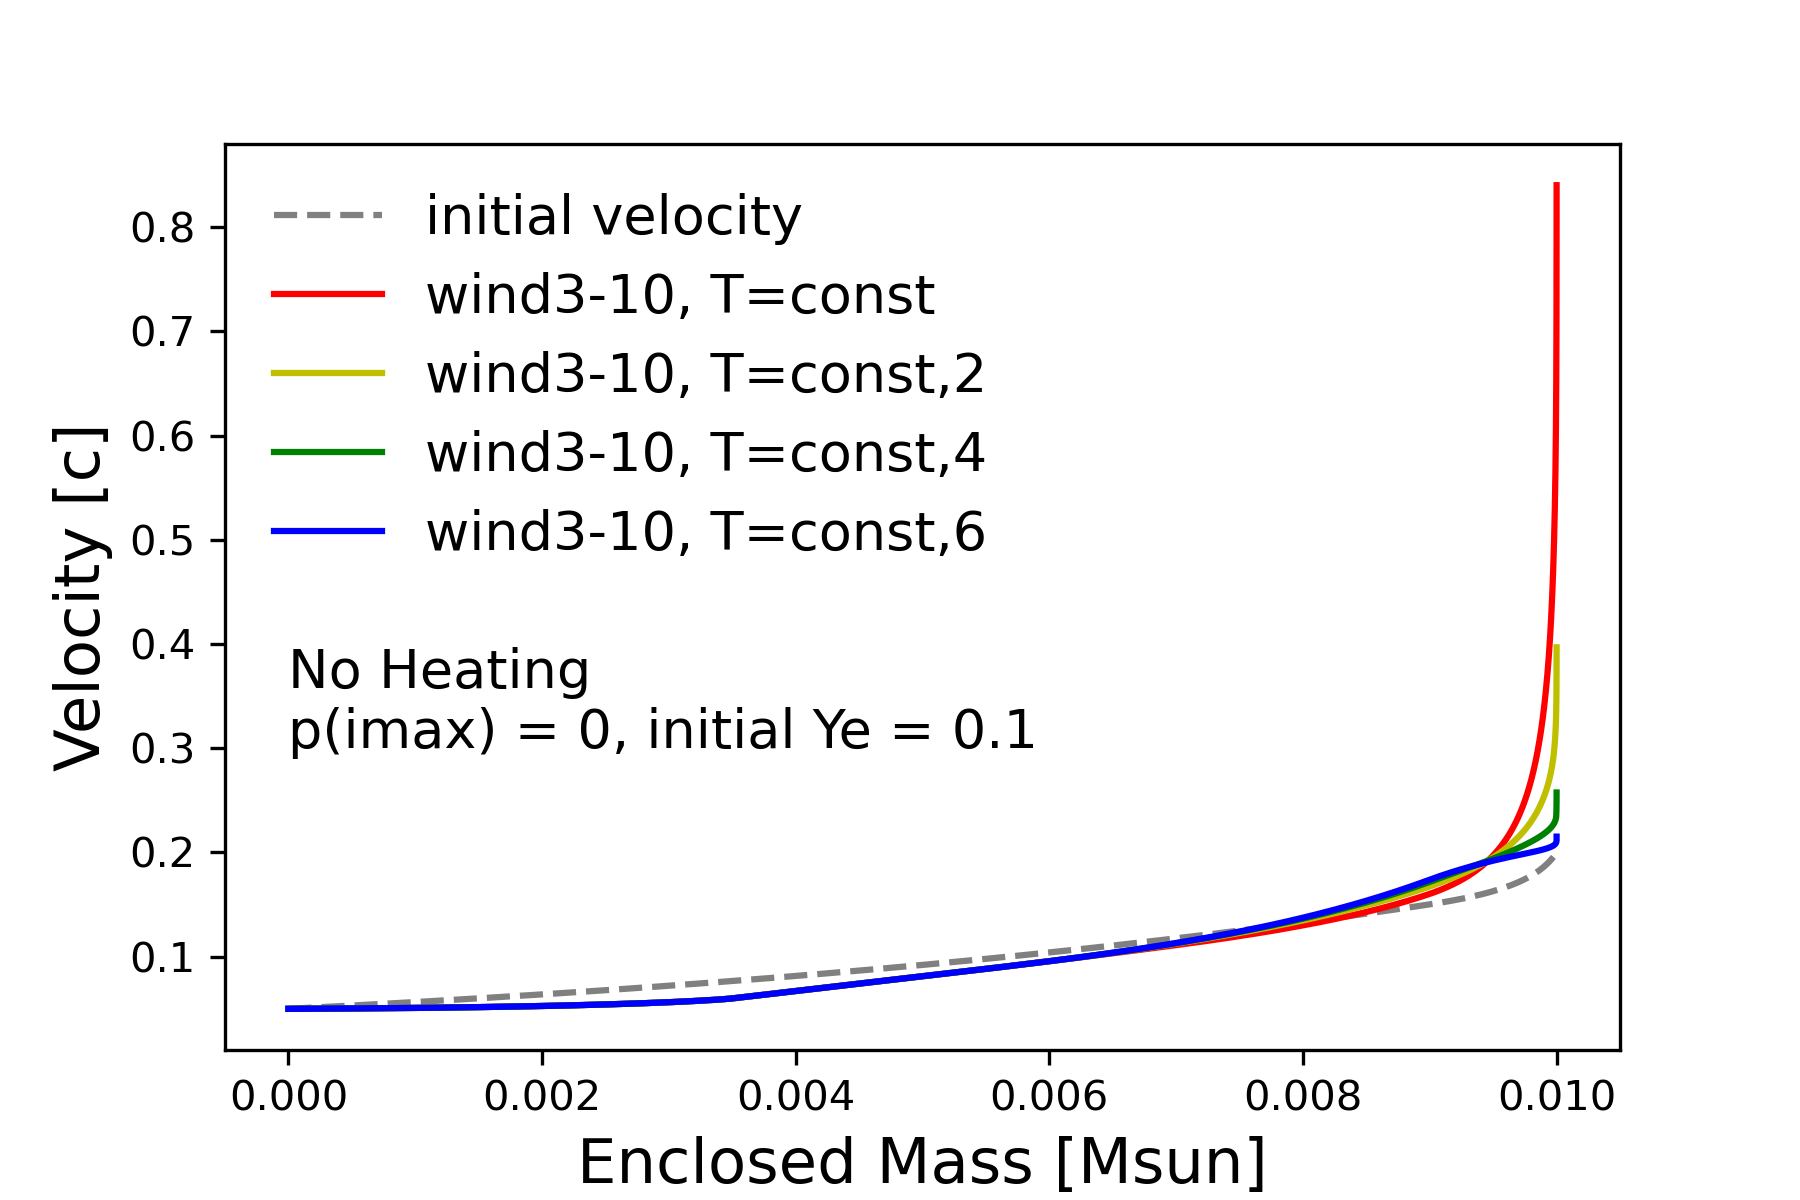 initial velocity
wind3-10, T=const
wind3-10, T=const,2
wind3-10, T=const,4
wind3-10, T=const,6
No Heating
p(imax) = 0, initial Ye = 0.1
Velocity [c]
0.8
0.7
0.6
0.5
0.4
0.3
0.2
0.1
0.000 0.002 0.004 0.006 0.008 0.010
Enclosed Mass [Msun]